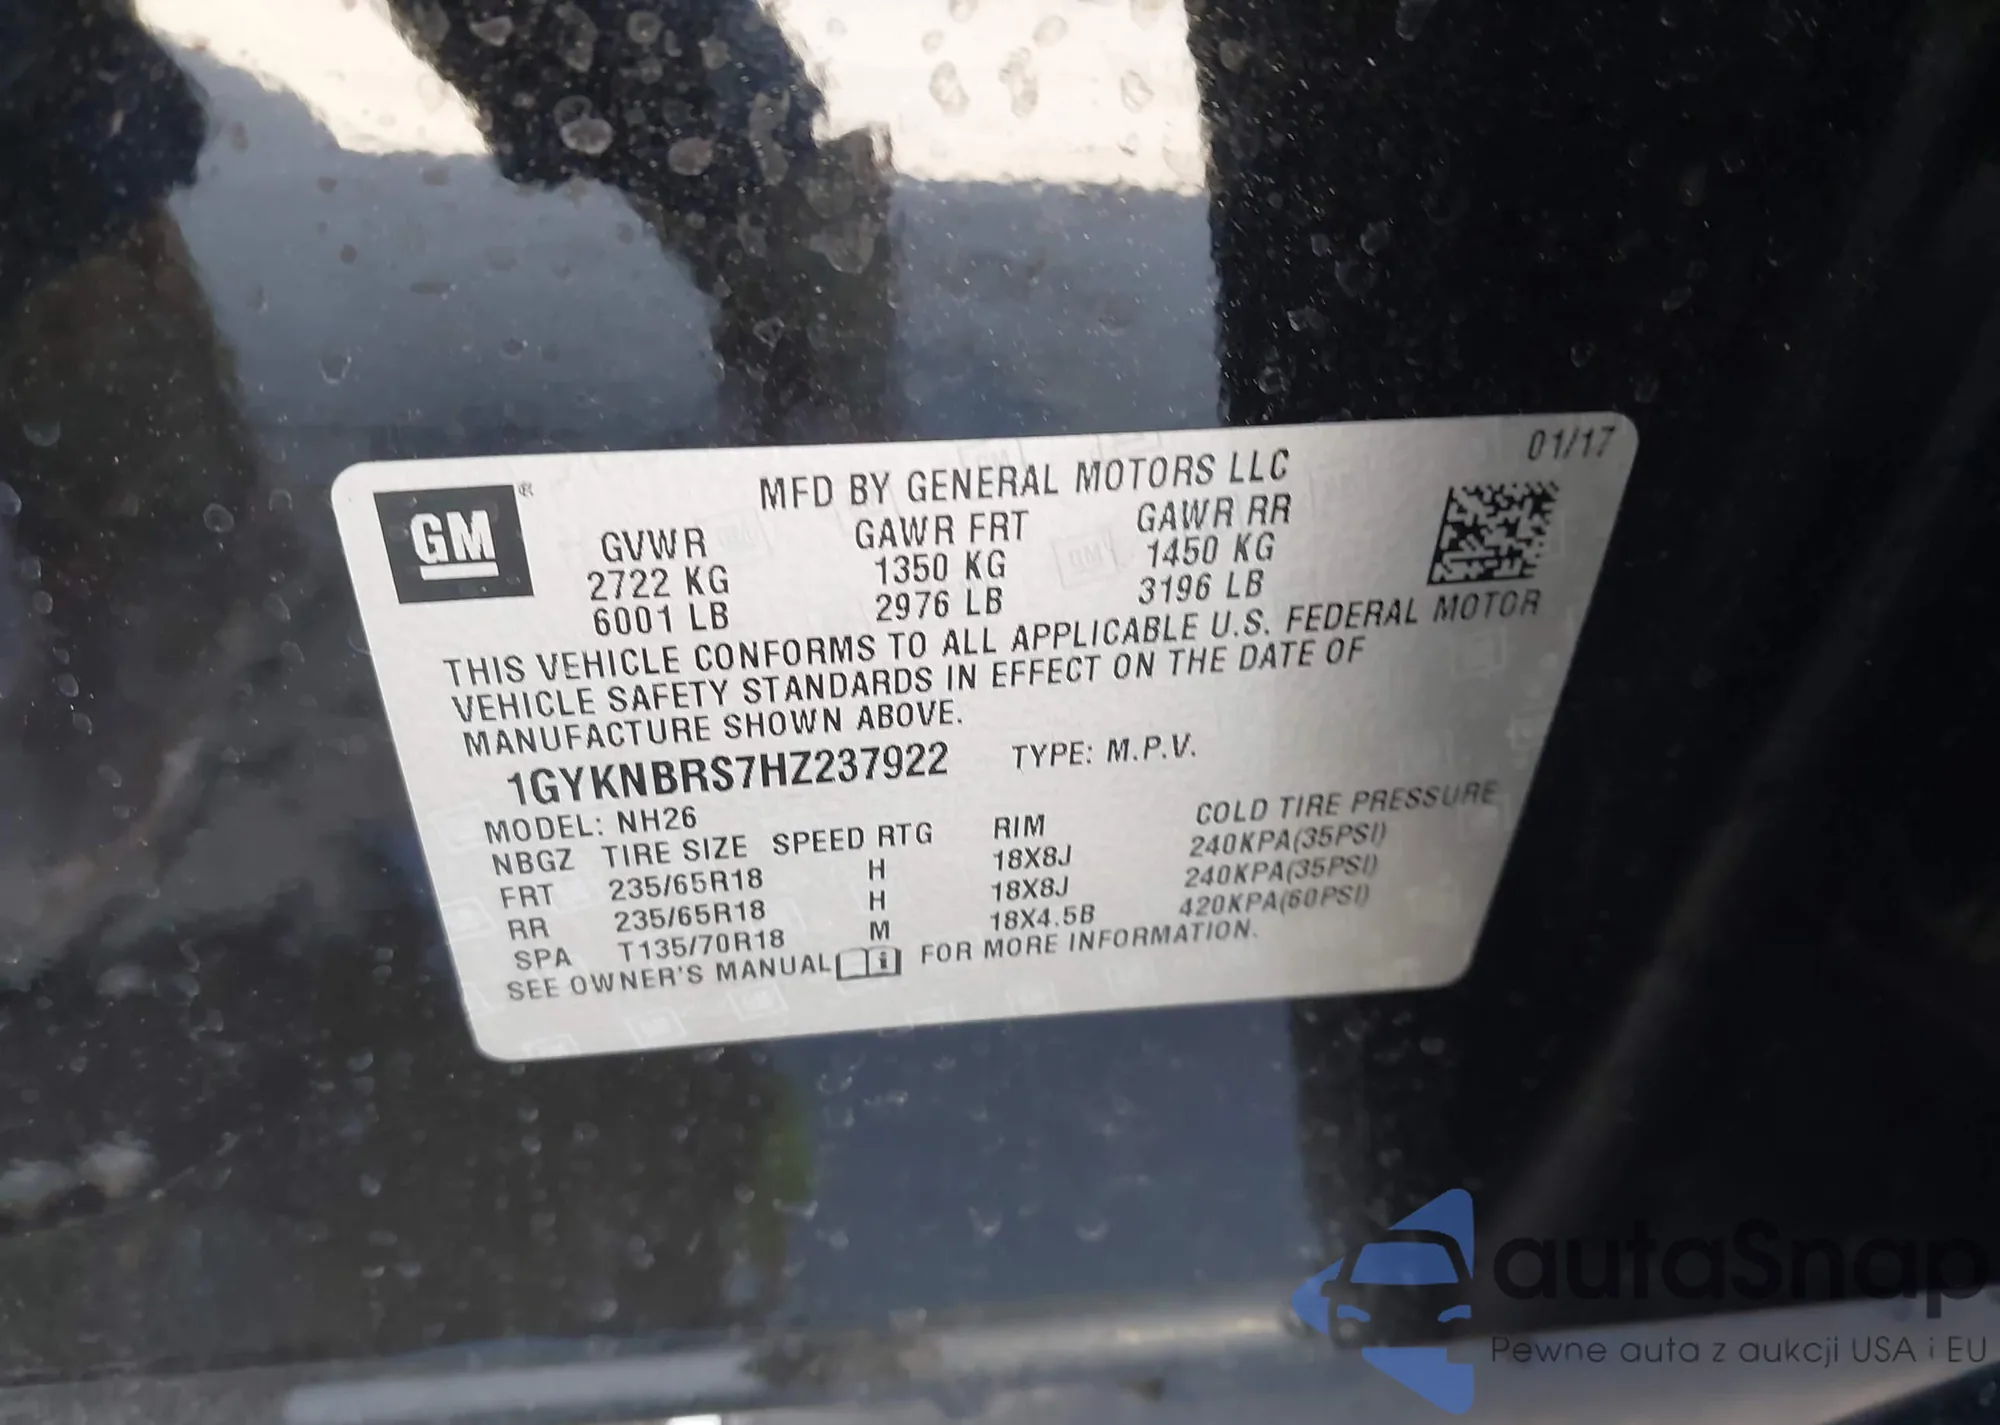 GM®
MFD BY GENERAL MOTORS LLC
01/17
GVWR GAWR FRT GAWR RR
2722 KG 1350 KG 1450 KG
6001 LB 2976 LB 3196 LB
THIS VEHICLE CONFORMS TO ALL APPLICABLE U.S. FEDERAL MOTOR
VEHICLE SAFETY STANDARDS IN EFFECT ON THE DATE OF
MANUFACTURE SHOWN ABOVE.
1GYKNBRS7HZ237922 TYPE: M.P.V.
MODEL: NH26
NBGZ TIRE SIZE SPEED RTG RIM COLD TIRE PRESSURE
FRT 235/65R18 H 18X8J 240KPA(35PSI)
RR 235/65R18 H 18X8J 240KPA(35PSI)
SPA T135/70R18 M 18X4.5B 420KPA(60PSI)
SEE OWNER'S MANUAL i FOR MORE INFORMATION.
autaSnap
Pewne auta z aukcji USA i EU